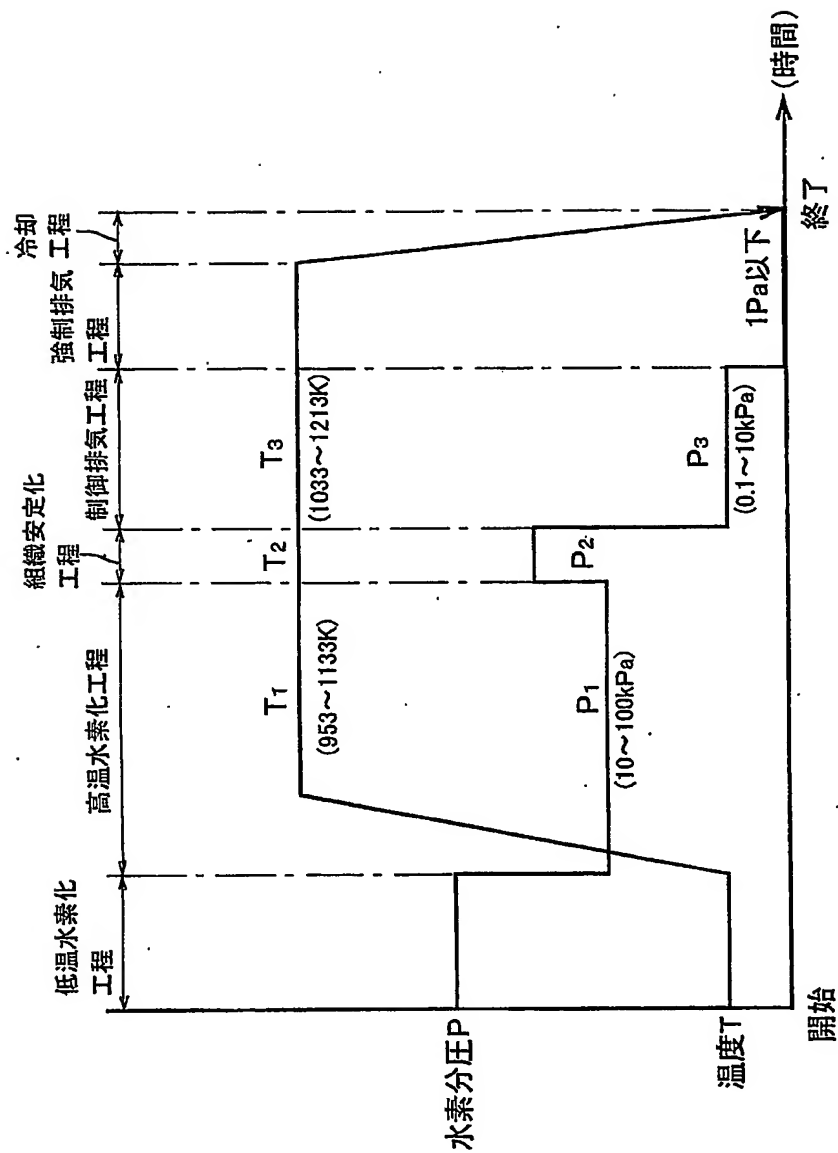 低温水素化
工程
高温水素化工程
組織安定化
工程
制御排気工程
強制排気
工程
冷却
工程
T1
(953~1133K)
T2
T3
(1033~1213K)
水素分圧P
P1
(10~100kPa)
P2
P3
(0.1~10kPa)
1Pa以下
温度T
(時間)
開始
終了